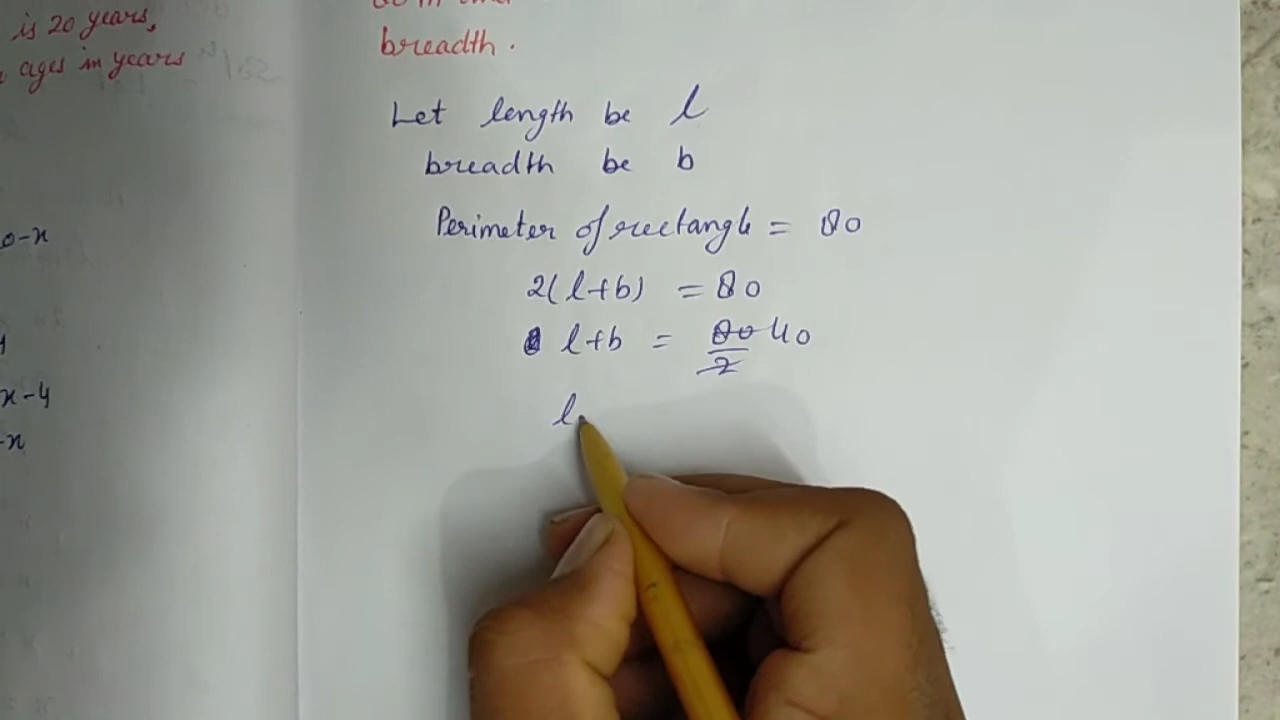 is 20 years,
ages in years
0-x
x-4
-x
breadth.
Let length be l
breadth be b
Perimeter of rectangle = 80
2(l+b) = 80
l+b = 80/2 40
l